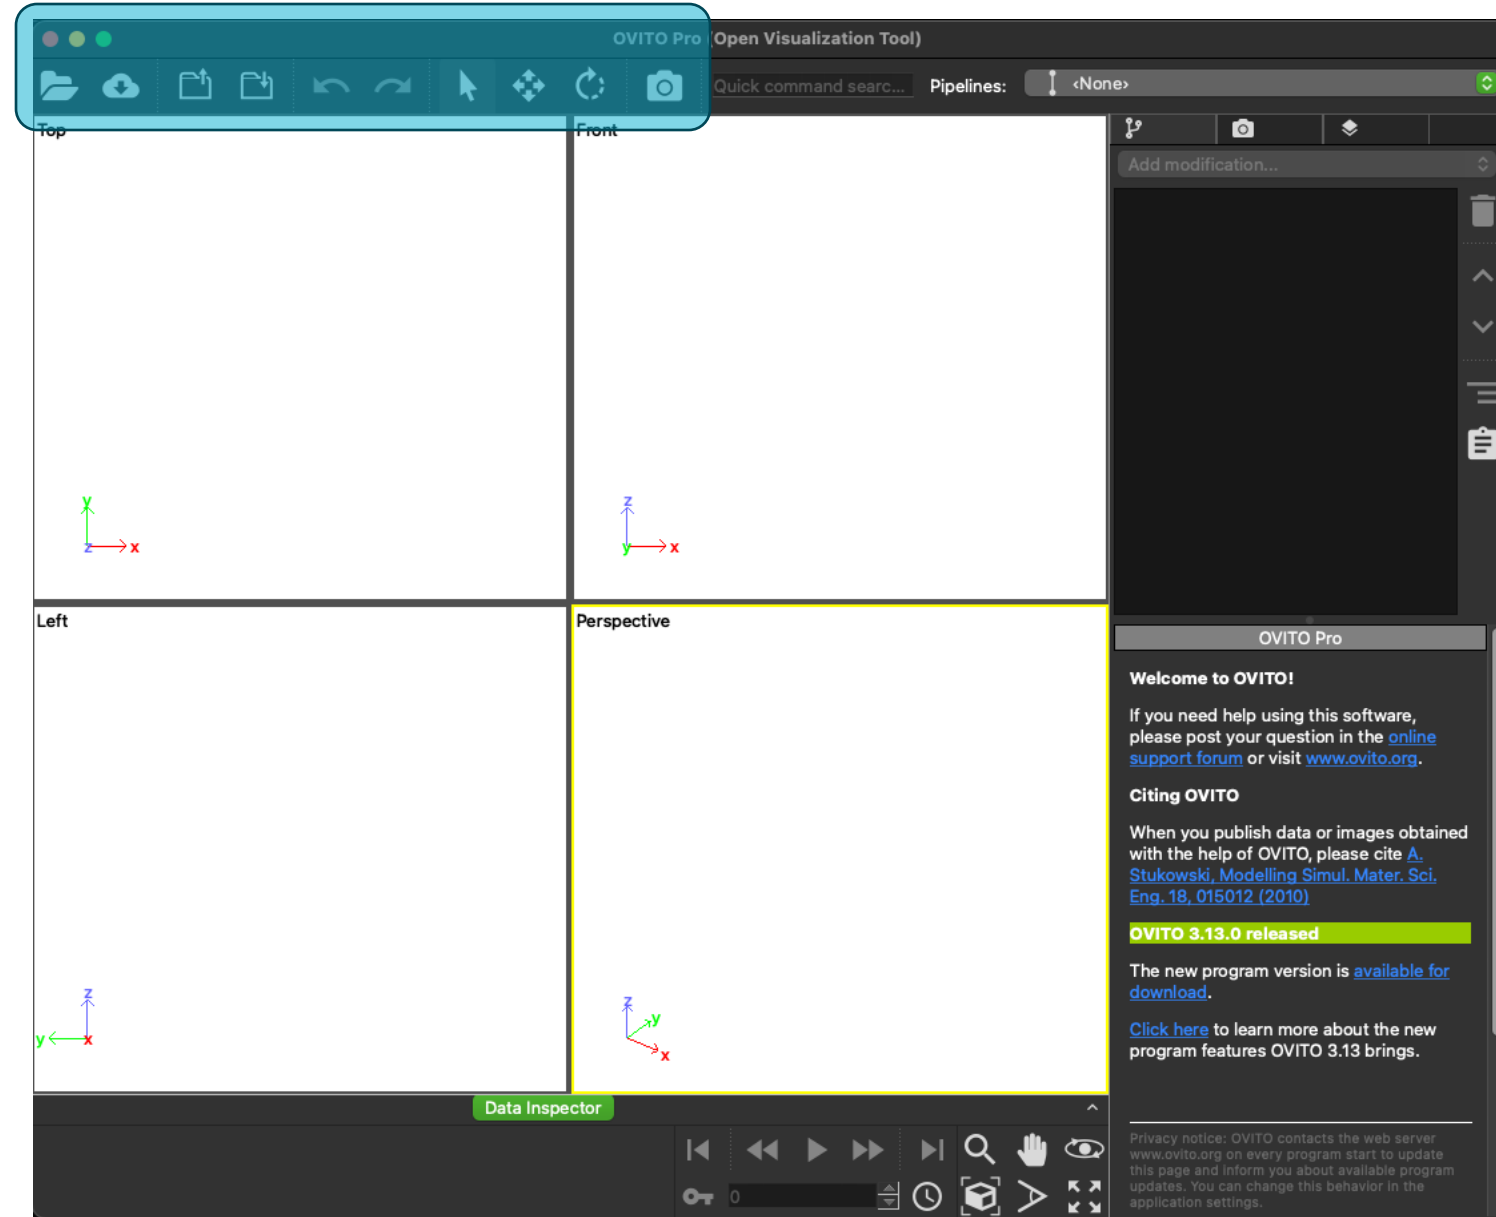 OVITO Pro (Open Visualization Tool)
Quick command searc... Pipelines: <None>
Top
Front
Add modification...
y
z x
z
y x
Left
Perspective
OVITO Pro
Welcome to OVITO!
If you need help using this software,
please post your question in the online
support forum or visit www.ovito.org.
Citing OVITO
When you publish data or images obtained
with the help of OVITO, please cite A.
Stukowski, Modelling Simul. Mater. Sci.
Eng. 18, 015012 (2010)
OVITO 3.13.0 released
The new program version is available for
download.
Click here to learn more about the new
program features OVITO 3.13 brings.
z
y x
z
y
x
Data Inspector
0
Privacy notice: OVITO contacts the web server
www.ovito.org on every program start to update
this page and inform you about available program
updates. You can change this behavior in the
application settings.